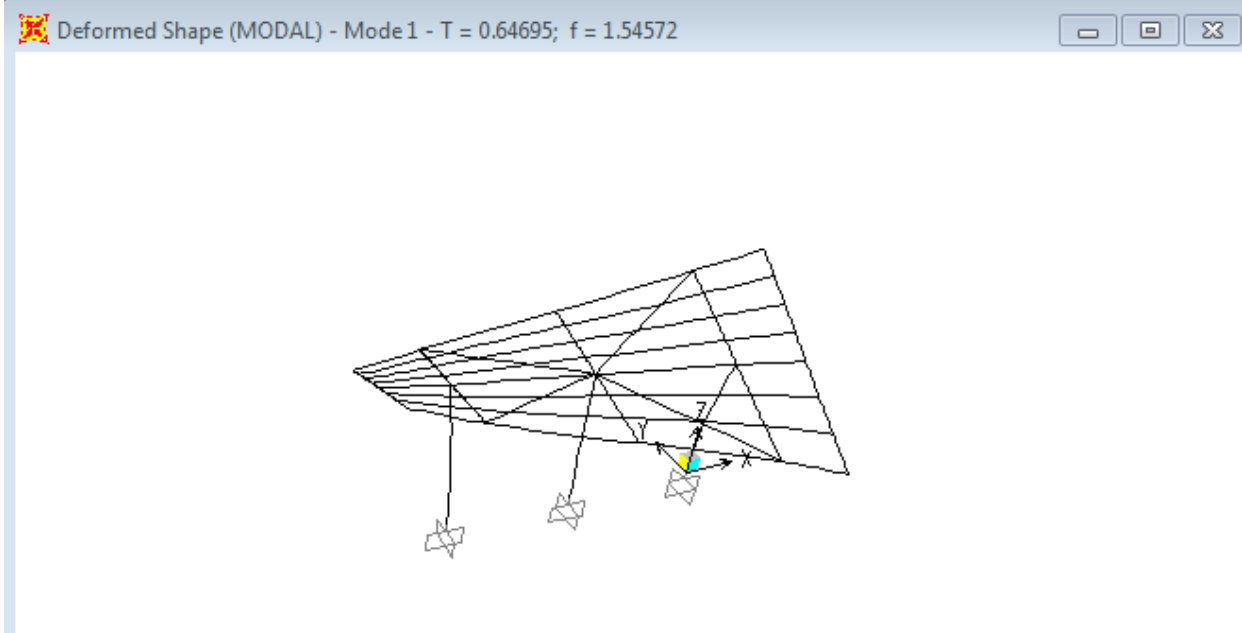 Deformed Shape (MODAL) - Mode 1 - T = 0.64695; f = 1.54572
Z
Y
X